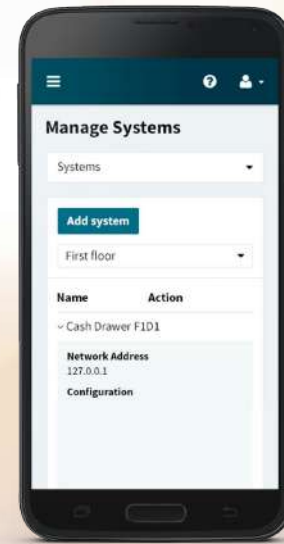 Manage Systems
Systems
Add system
First floor
Name Action
Cash Drawer F1D1
Network Address
127.0.0.1
Configuration